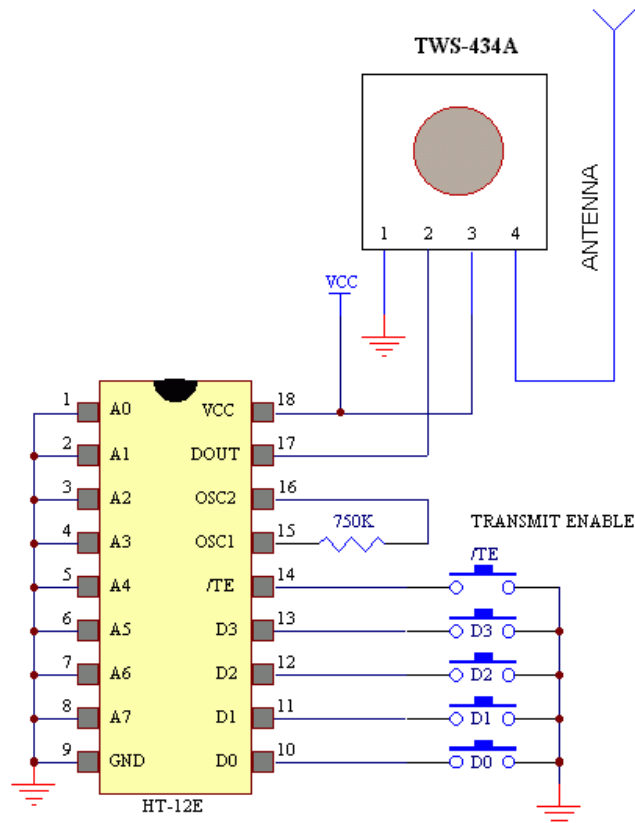 TWS-434A
1 2 3 4
ANTENNA
VCC
1 A0 VCC 18
2 A1 DOUT 17
3 A2 OSC2 16
4 A3 OSC1 15
750K
TRANSMIT ENABLE
5 A4 /TE 14
/TE
6 A5 D3 13
D3
7 A6 D2 12
D2
8 A7 D1 11
D1
9 GND D0 10
D0
HT-12E